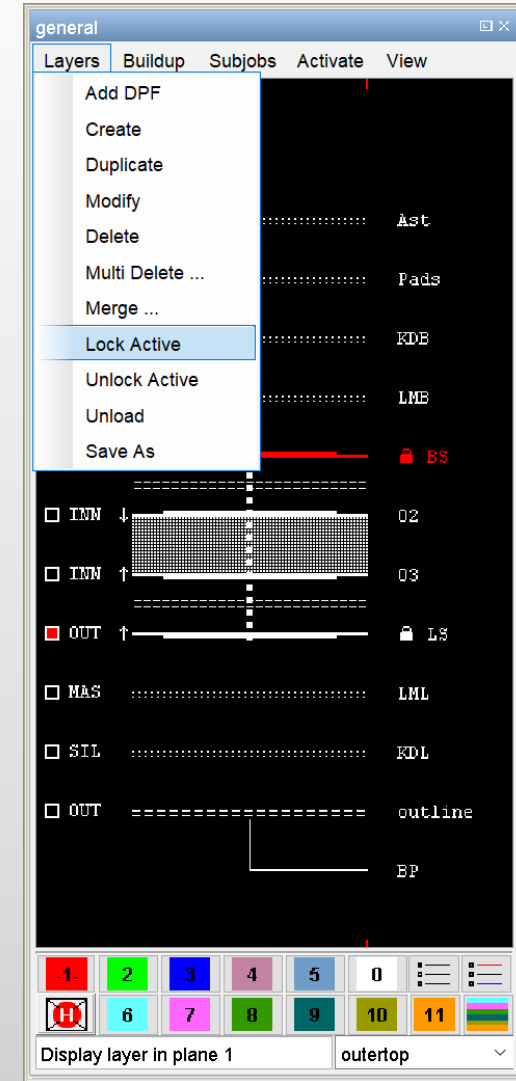 general
Layers Buildup Subjobs Activate View
Add DPF
Create
Duplicate
Modify
Delete
Multi Delete ...
Merge ...
Lock Active
Unlock Active
Unload
Save As
Ast
Pads
KDB
LMB
BS
INN ↓ O2
INN ↑ O3
OUT ↑ LS
MAS LML
SIL KDL
OUT outline
BP
-1- 2 3 4 5 0
H 6 7 8 9 10 11
Display layer in plane 1 outertop